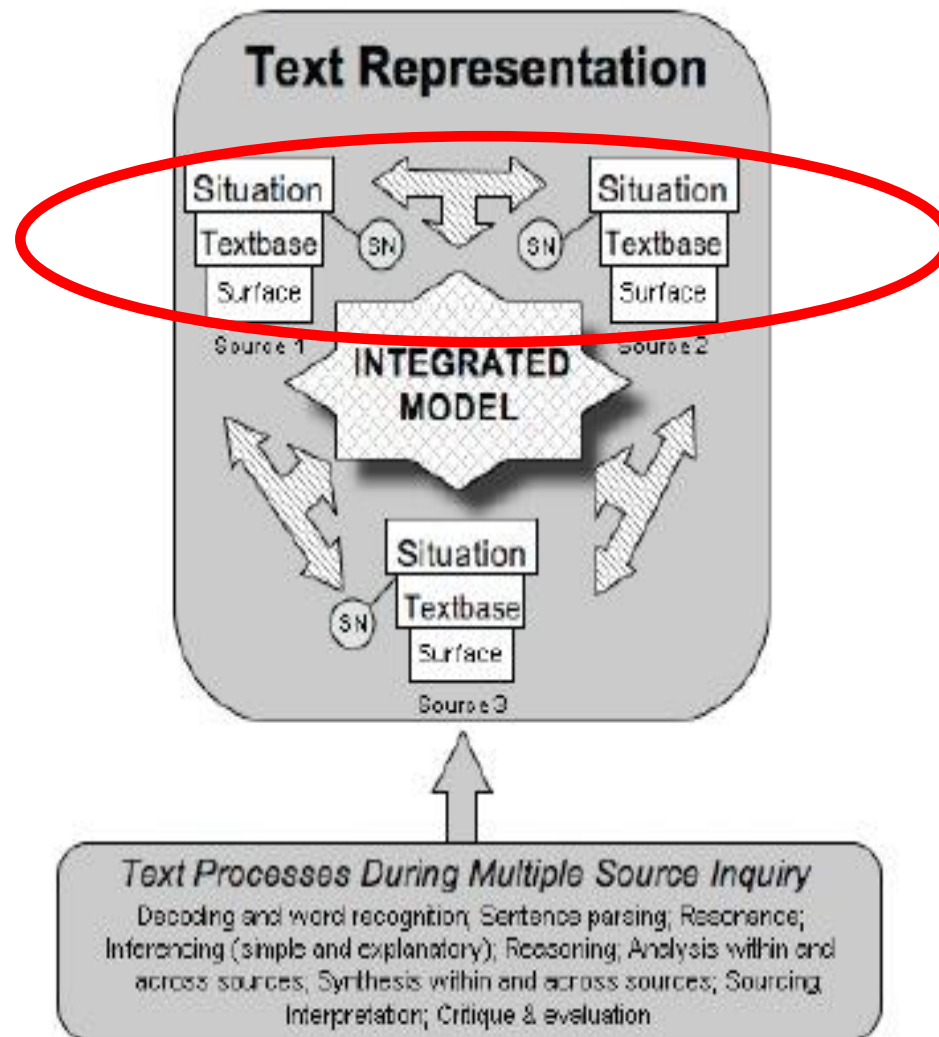 Text Representation
Situation
Textbase
Surface
Source 1
SN
SN
Situation
Textbase
Surface
Source 2
INTEGRATED
MODEL
Situation
Textbase
Surface
SN
Source 3
Text Processes During Multiple Source Inquiry
Decoding and word recognition; Sentence parsing; Resonance;
Inferencing (simple and explanatory); Reasoning; Analysis within and
across sources; Synthesis within and across sources; Sourcing
Interpretation; Critique & evaluation